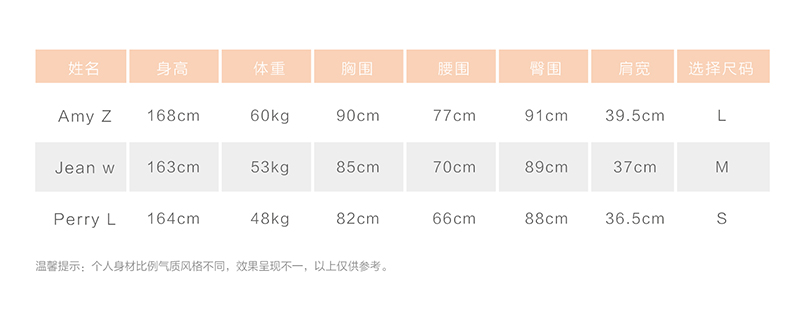 姓名 身高 体重 胸围 腰围 臀围 肩宽 选择尺码
Amy Z 168cm 60kg 90cm 77cm 91cm 39.5cm L
Jean w 163cm 53kg 85cm 70cm 89cm 37cm M
Perry L 164cm 48kg 82cm 66cm 88cm 36.5cm S
温馨提示：个人身材比例气质风格不同，效果呈现不一，以上仅供参考。